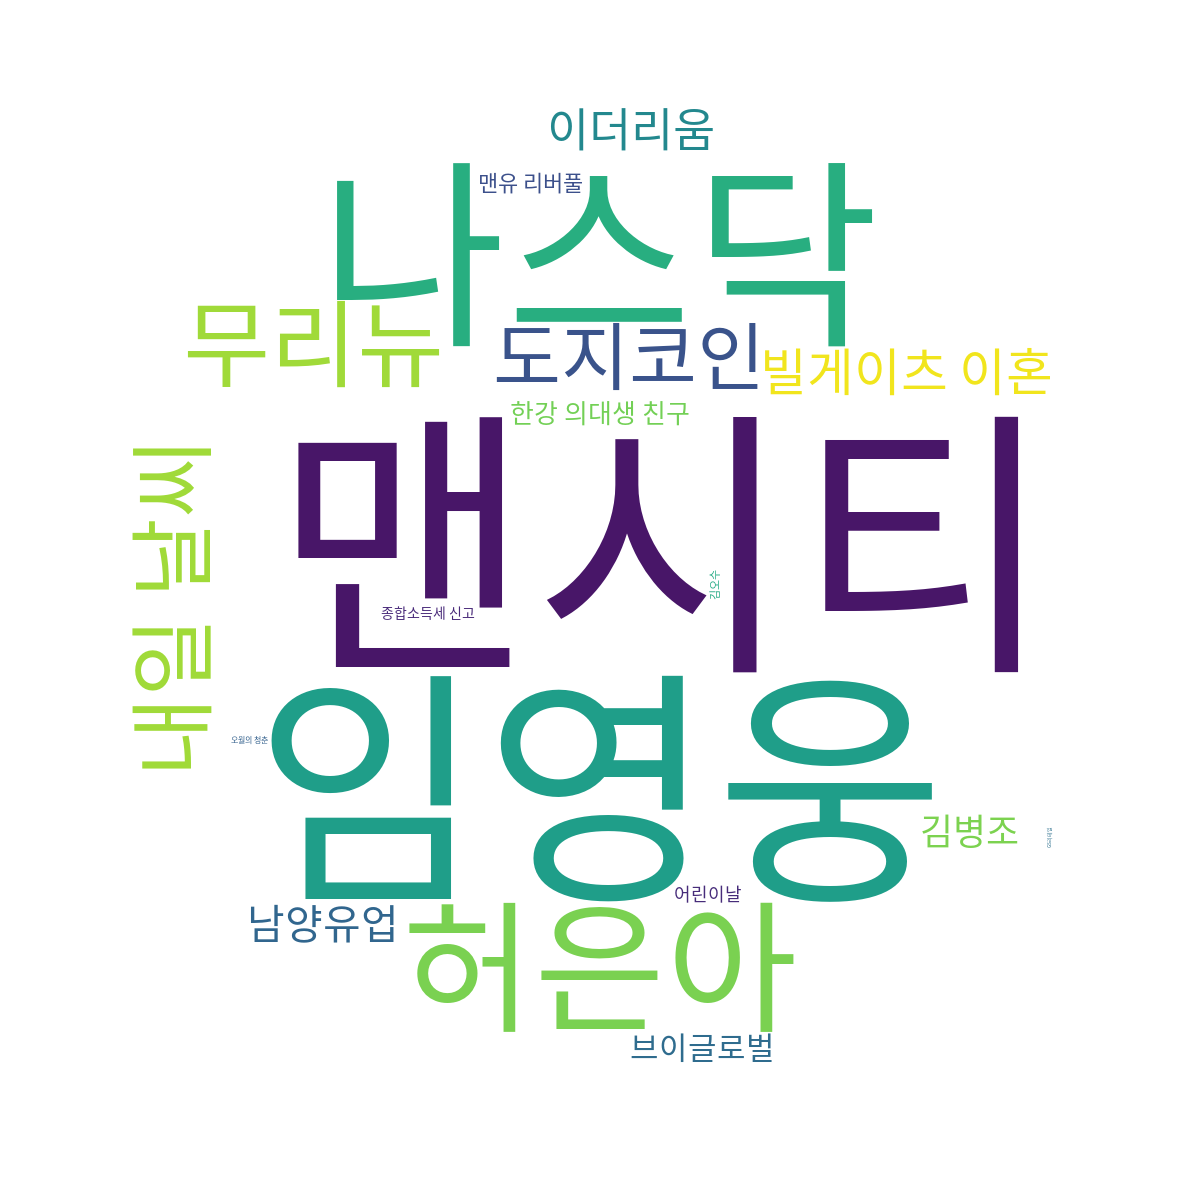 이더리움
맨유 리버풀
나스닥
무리뉴
도지코인
빌게이츠 이혼
한강 의대생 친구
맨시티
내일 날씨
김오수
종합소득세 신고
임영웅
오월의 청춘
김병조
어린이날
남양유업
허은아
브이글로벌